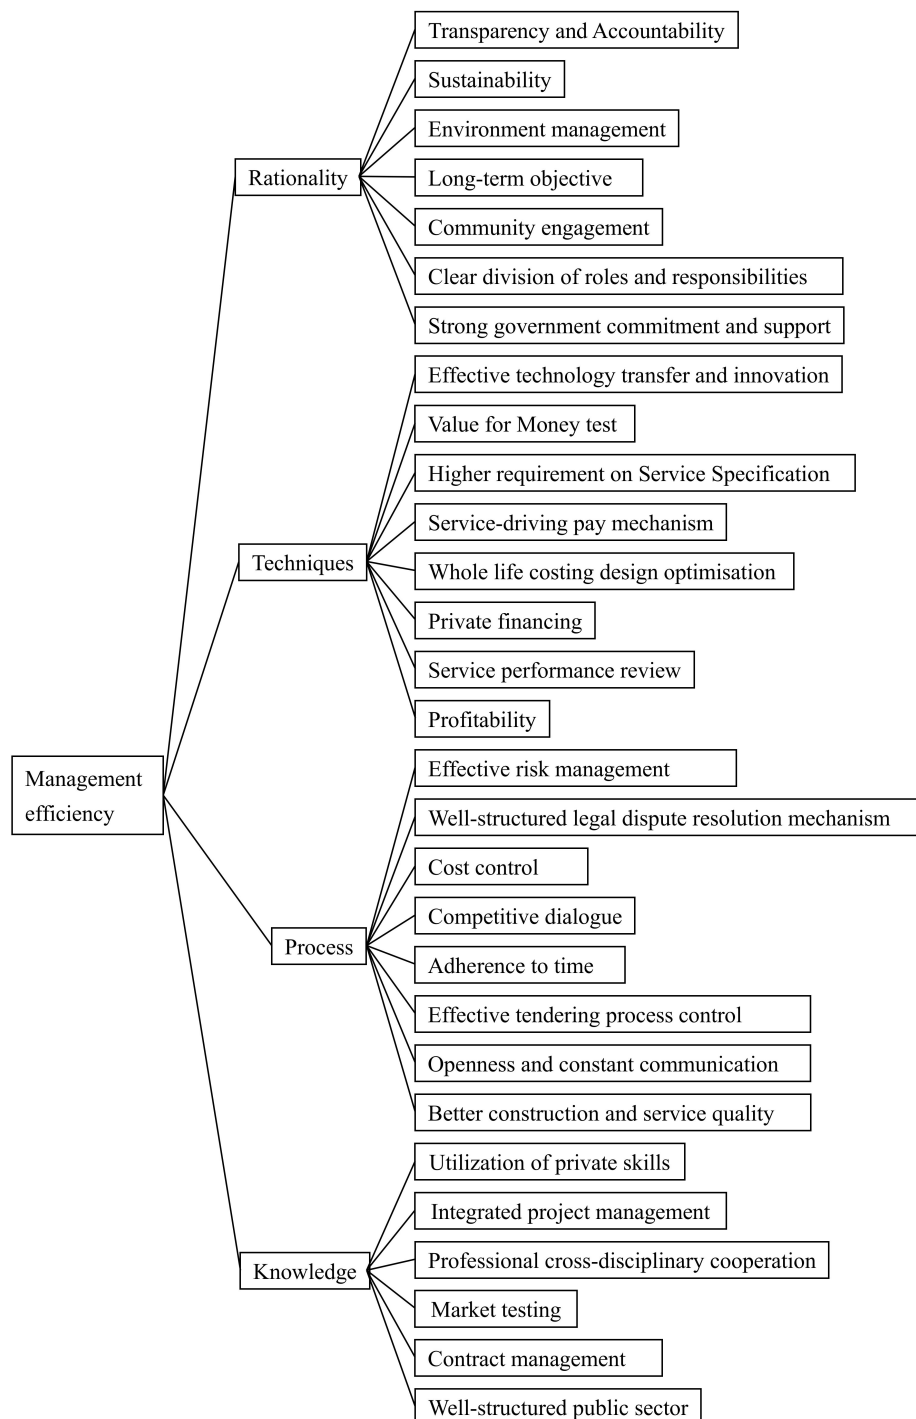 Management
efficiency
Rationality
Transparency and Accountability
Sustainability
Environment management
Long-term objective
Community engagement
Clear division of roles and responsibilities
Strong government commitment and support
Techniques
Effective technology transfer and innovation
Value for Money test
Higher requirement on Service Specification
Service-driving pay mechanism
Whole life costing design optimisation
Private financing
Service performance review
Profitability
Process
Effective risk management
Well-structured legal dispute resolution mechanism
Cost control
Competitive dialogue
Adherence to time
Effective tendering process control
Openness and constant communication
Better construction and service quality
Knowledge
Utilization of private skills
Integrated project management
Professional cross-disciplinary cooperation
Market testing
Contract management
Well-structured public sector